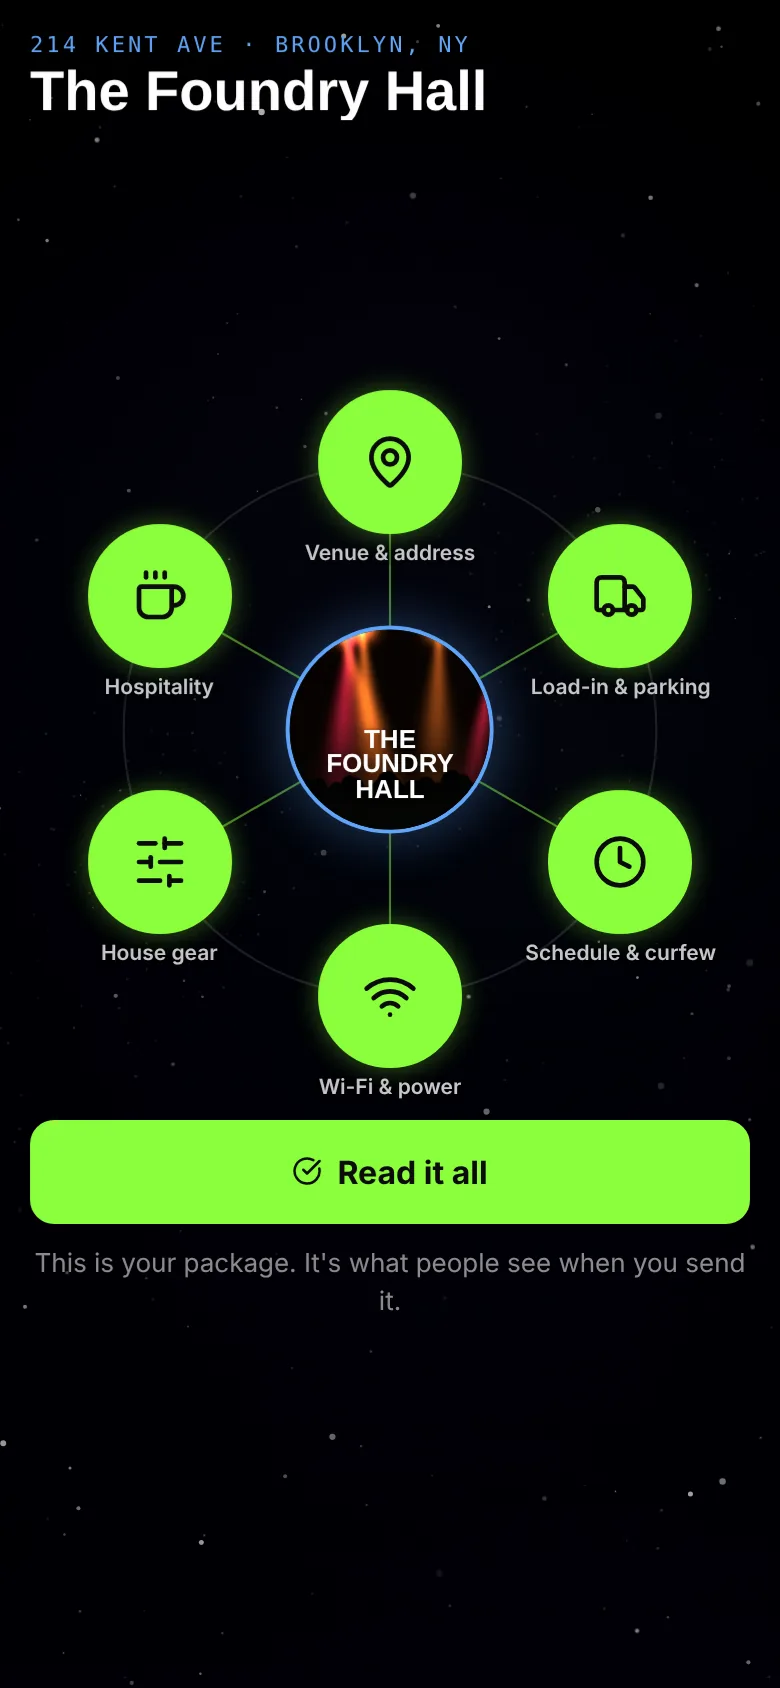 214 KENT AVE · BROOKLYN, NY
The Foundry Hall
Venue & address
Hospitality
Load-in & parking
THE
FOUNDRY
HALL
House gear
Schedule & curfew
Wi-Fi & power
Read it all
This is your package. It's what people see when you send
it.